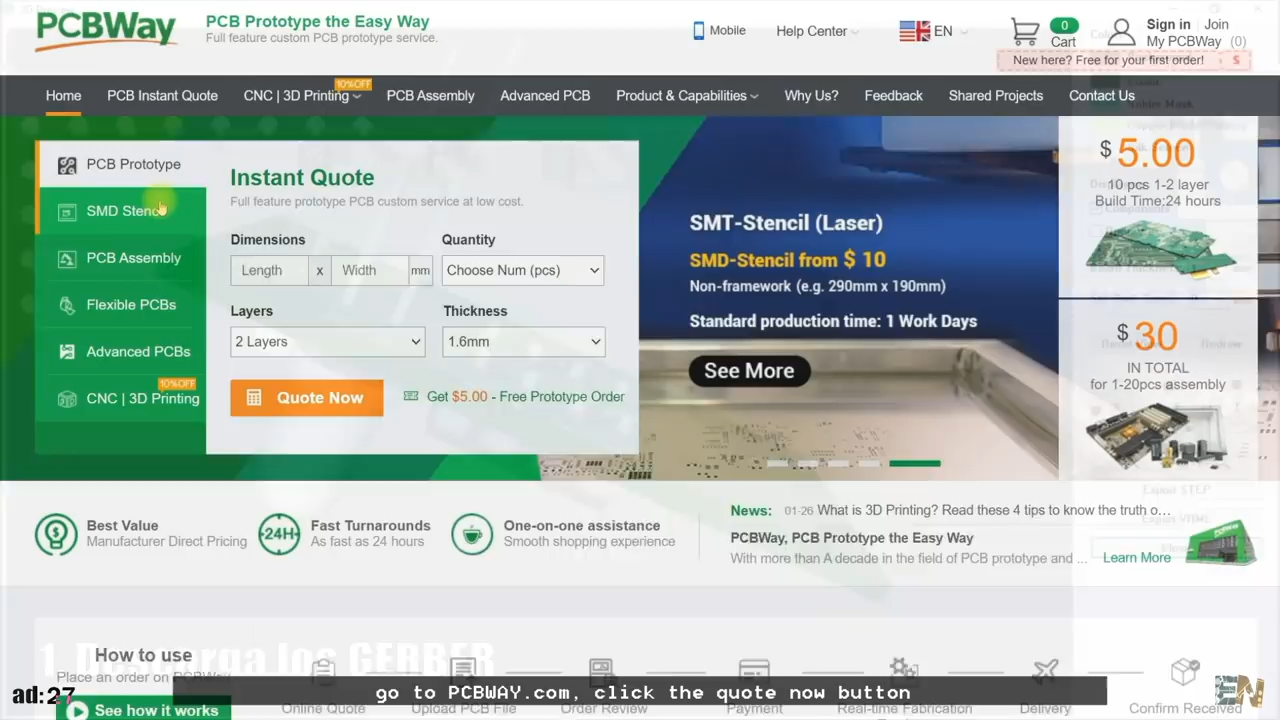 PCBWay
PCB Prototype the Easy Way
Full feature custom PCB prototype service.
Mobile
Help Center
EN
0
Cart
Sign in
Join
My PCBWay (0)
New here? Free for your first order!
$
Home
PCB Instant Quote
CNC | 3D Printing
10%OFF
PCB Assembly
Advanced PCB
Product & Capabilities
Why Us?
Feedback
Shared Projects
Contact Us
PCB Prototype
SMD Stencil
PCB Assembly
Flexible PCBs
Advanced PCBs
10%OFF
CNC | 3D Printing
Instant Quote
Full feature prototype PCB custom service at low cost.
Dimensions
Quantity
Length
x
Width
mm
Choose Num (pcs)
Layers
Thickness
2 Layers
1.6mm
Quote Now
Get $5.00 - Free Prototype Order
SMT-Stencil (Laser)
SMD-Stencil from $ 10
Non-framework (e.g. 290mm x 190mm)
Standard production time: 1 Work Days
See More
$ 5.00
10 pcs 1-2 layer
Build Time:24 hours
$ 30
IN TOTAL
for 1-20pcs assembly
Export STEP
Best Value
Manufacturer Direct Pricing
24H
Fast Turnarounds
As fast as 24 hours
One-on-one assistance
Smooth shopping experience
News: 01-26 What is 3D Printing? Read these 4 tips to know the truth o...
PCBWay, PCB Prototype the Easy Way
With more than A decade in the field of PCB prototype and ...
Learn More
1. Descarga los GERBER
How to use
Place an order on PCBWay
See how it works
Online Quote
Upload PCB File
Order Review
Payment
Real-time Fabrication
Delivery
Confirm Received
ad:27
go to PCBWAY.com, click the quote now button
EN